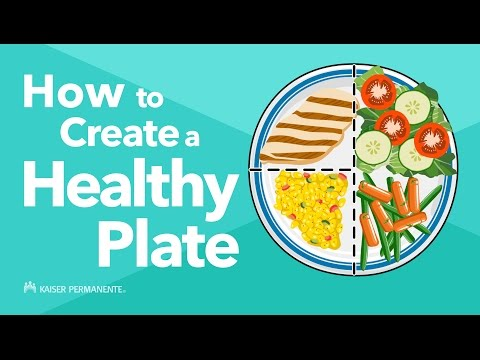 How to
Create a
Healthy
Plate
KAISER PERMANENTE®